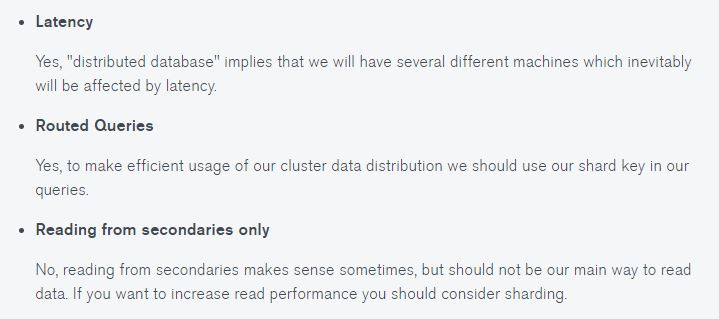 Latency
Yes, "distributed database" implies that we will have several different machines which inevitably
will be affected by latency.
Routed Queries
Yes, to make efficient usage of our cluster data distribution we should use our shard key in our
queries.
Reading from secondaries only
No, reading from secondaries makes sense sometimes, but should not be our main way to read
data. If you want to increase read performance you should consider sharding.